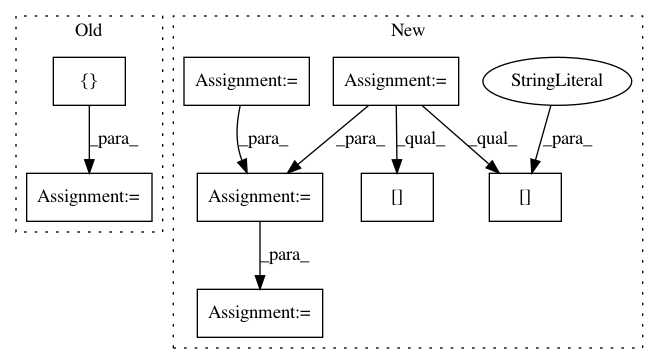 Old
New
{}
Assignment:=
Assignment:=
StringLiteral
_para_
_para_
_para_
_qual_
_qual_
_para_
Assignment:=
Assignment:=
[]
[]
_para_
Assignment:=